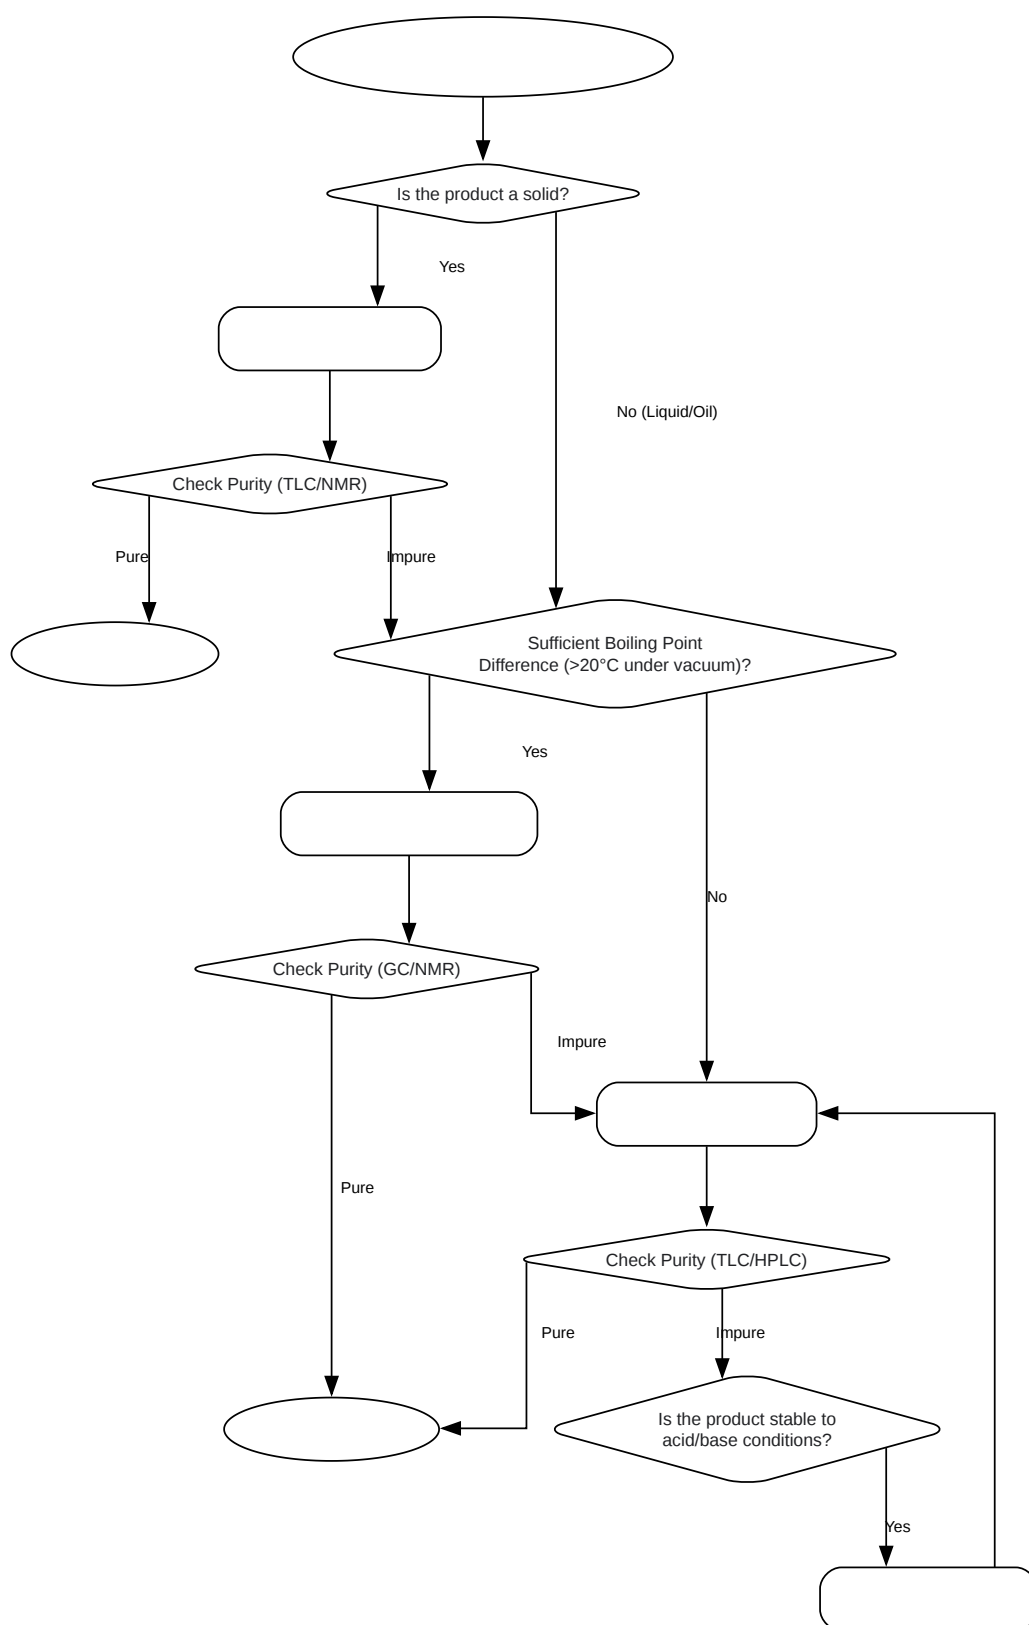 Is the product a solid?
Yes
No (Liquid/Oil)
Check Purity (TLC/NMR)
Pure
Impure
Sufficient Boiling Point
Difference (>20°C under vacuum)?
Yes
No
Check Purity (GC/NMR)
Impure
Pure
Check Purity (TLC/HPLC)
Pure
Impure
Is the product stable to
acid/base conditions?
Yes